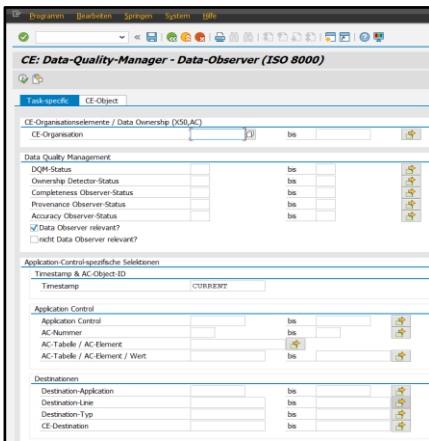 Programm Bearbeiten Springen System Hilfe
CE: Data-Quality-Manager - Data-Observer (ISO 8000)
Task-specific CE-Object
CE-Organisationselemente / Data Ownership (X50,AC)
CE-Organisation bis
Data Quality Management
DQM-Status bis
Ownership Detector-Status bis
Completeness Observer-Status bis
Provenance Observer-Status bis
Accuracy Observer-Status bis
Data Observer relevant?
nicht Data Observer relevant?
Application-Control-spezifische Selektionen
Timestamp & AC-Object-ID
Timestamp CURRENT
Application Control
Application Control bis
AC-Nummer bis
AC-Tabelle / AC-Element
AC-Tabelle / AC-Element / Wert bis
Destinationen
Destination-Application bis
Destination-Linie bis
Destination-Typ bis
CE-Destination bis